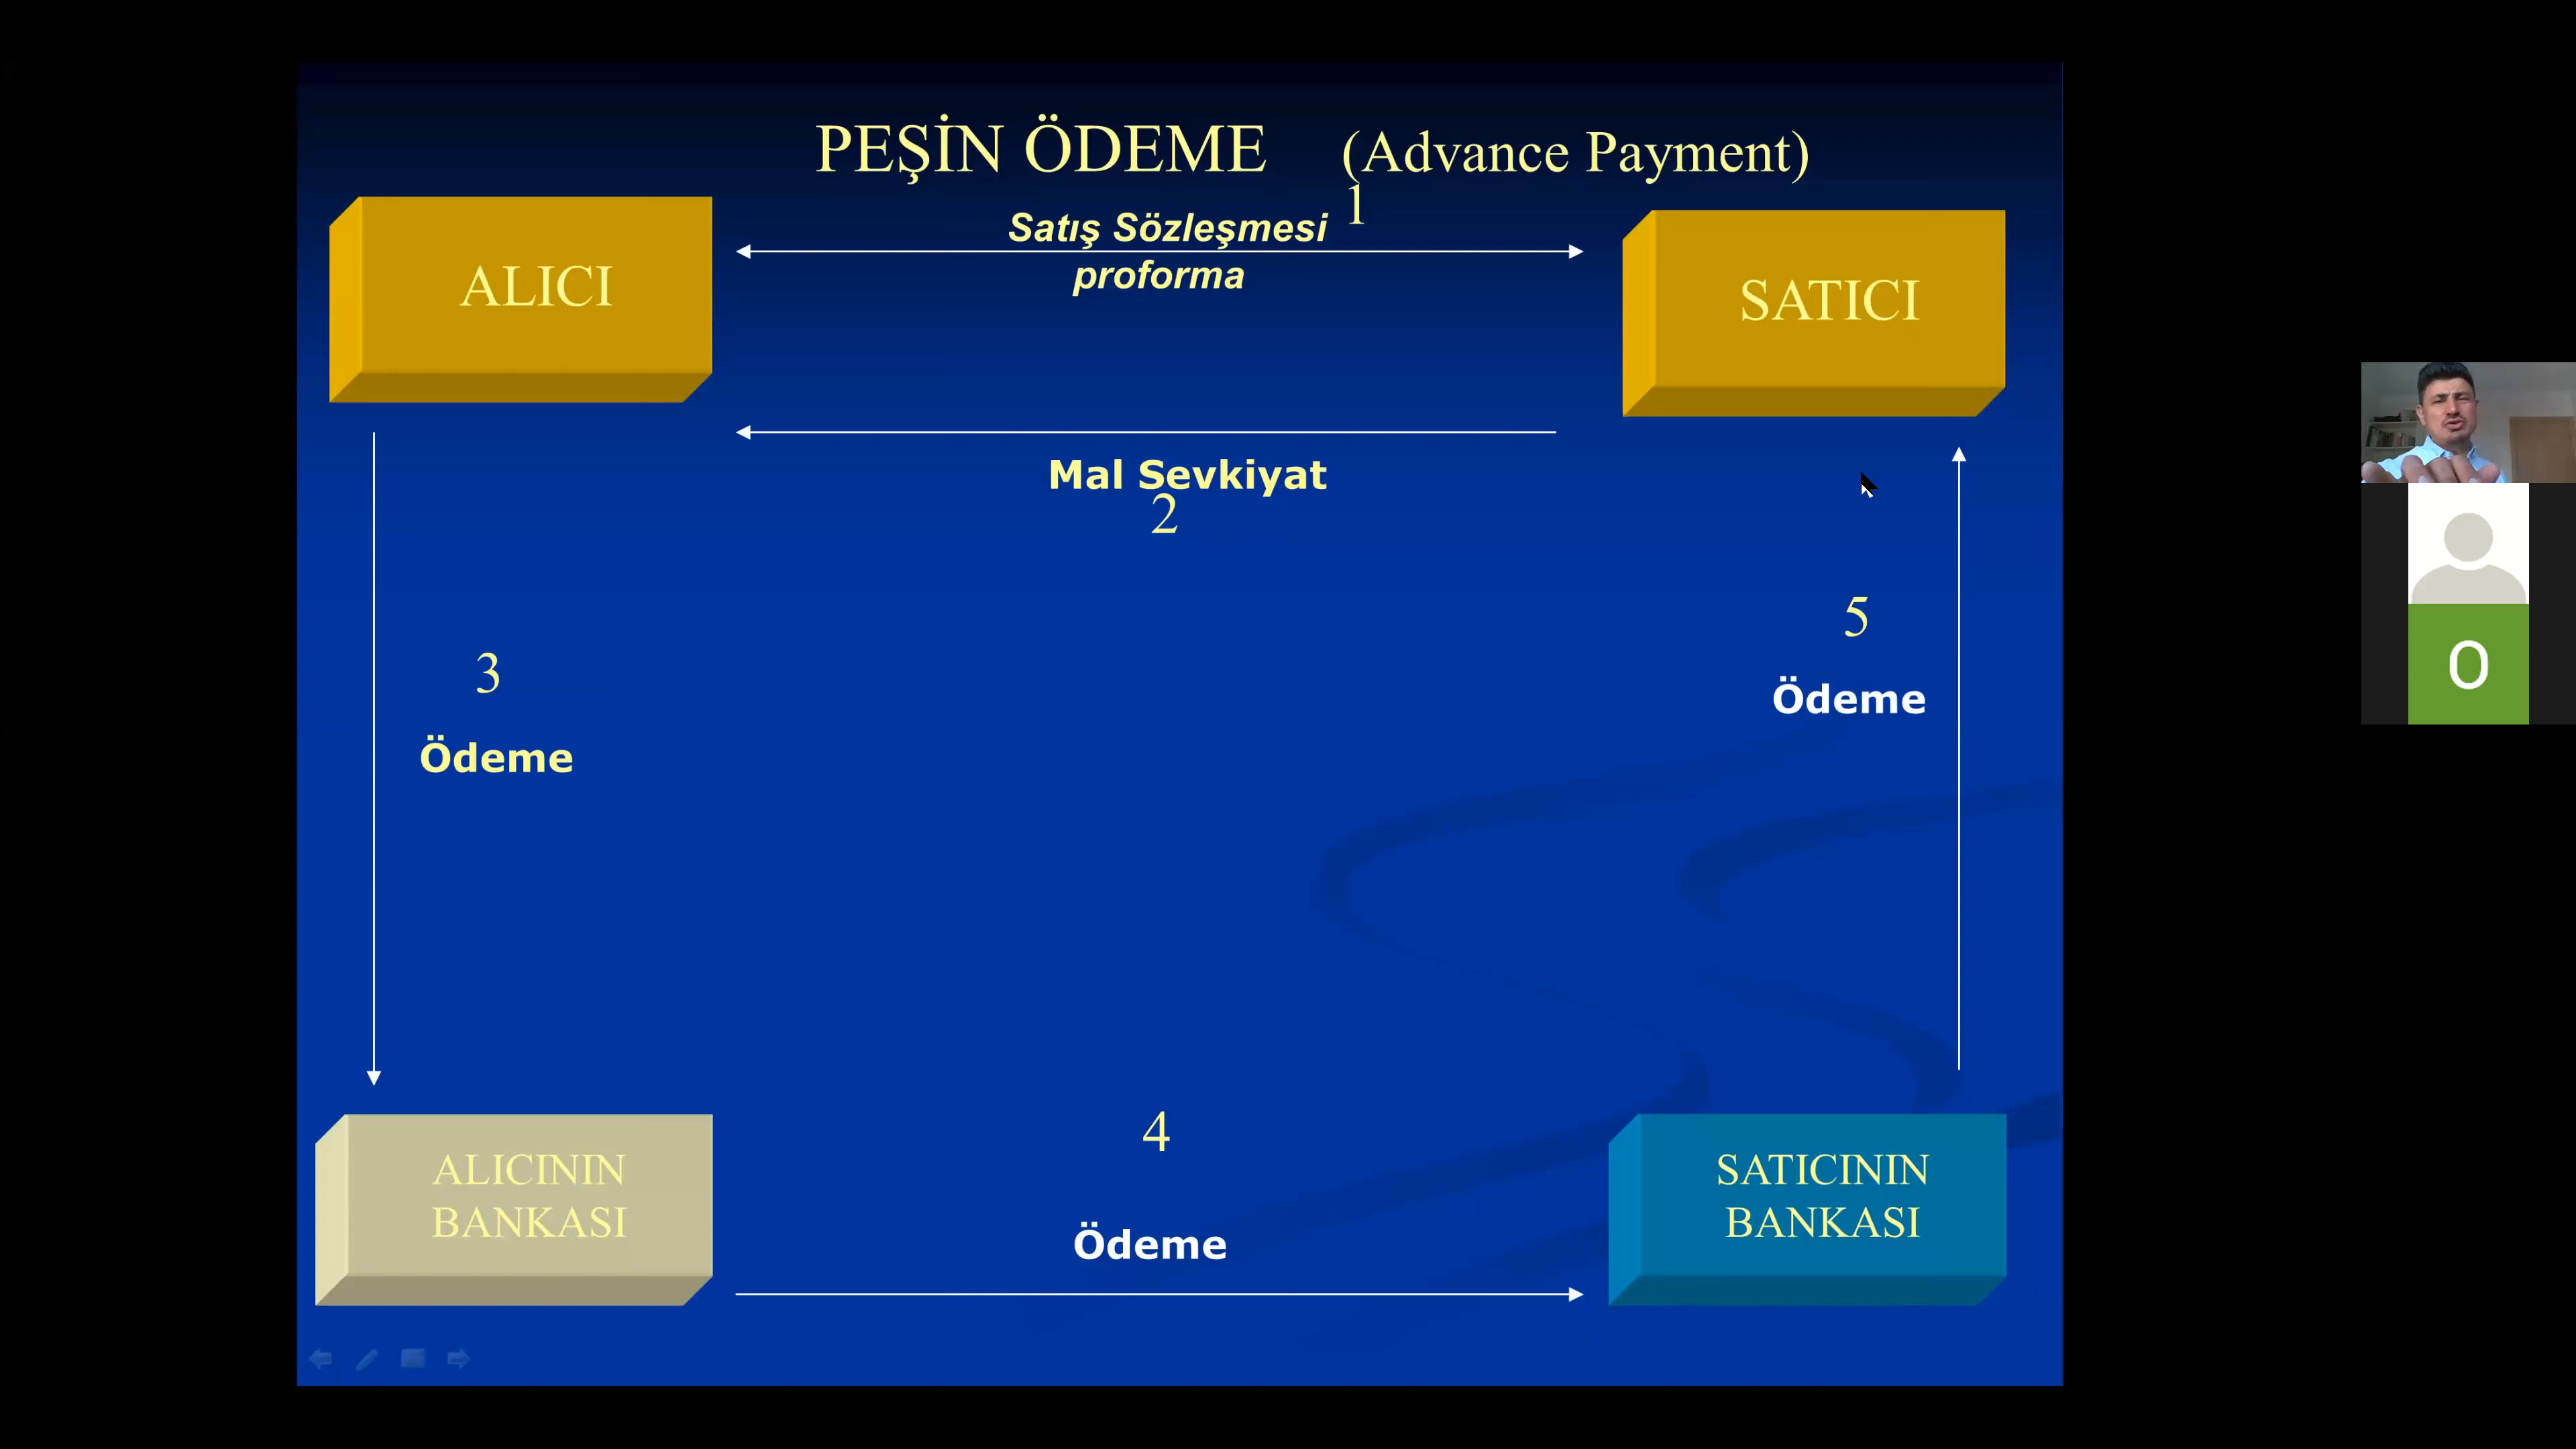 PEŞİN ÖDEME (Advance Payment)
1
Satış Sözleşmesi
proforma
ALICI
SATICI
Mal Sevkiyat
2
3
Ödeme
5
Ödeme
4
Ödeme
ALICININ
BANKASI
SATICININ
BANKASI
O